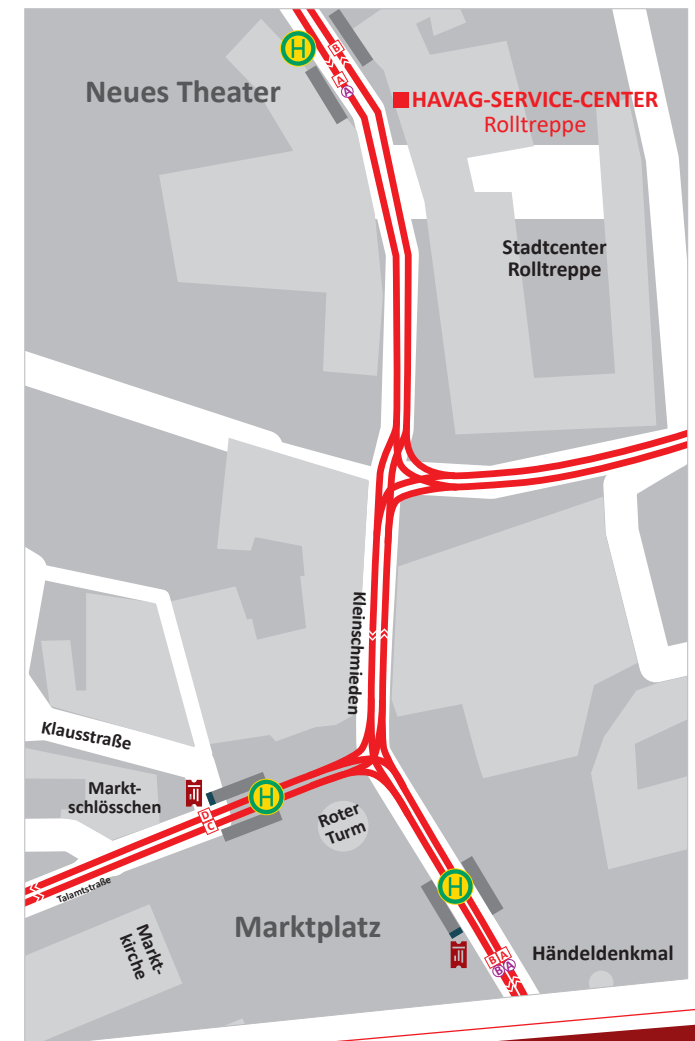 H
B
A
A
Neues Theater
HAVAG-SERVICE-CENTER
Rolltreppe
Stadtcenter
Rolltreppe
Kleinschmieden
Klausstraße
Markt-
schlösschen
H
D
C
Roter
Turm
Talamtstraße
H
Marktplatz
Markt-
kirche
B A
B A
Händeldenkmal